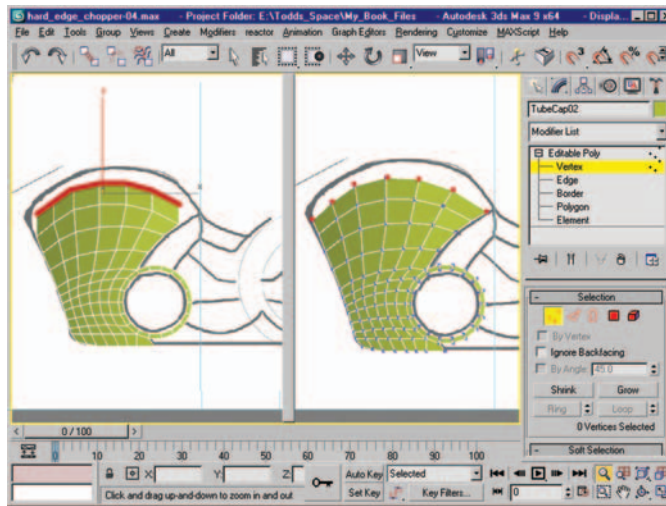 hard_edge_chopper-04.max - Project Folder: E:\Todds_Space\My_Book_Files - Autodesk 3ds Max 9 x64 - Displa...
File Edit Tools Group Views Create Modifiers reactor Animation Graph Editors Rendering Customize MAXScript Help
All View 3
TubeCap02
Modifier List
Editable Poly
Vertex
Edge
Border
Polygon
Element
- Selection
By Vertex
Ignore Backfacing
By Angle: 45.0
Shrink Grow
Ring Loop
0 Vertices Selected
- Soft Selection
< 0 / 100 >
0 10 20 30 40 50 60 70 80 90 100
X: Y: Z: Auto Key Selected
Click and drag up-and-down to zoom in and out Set Key Key Filters... 0